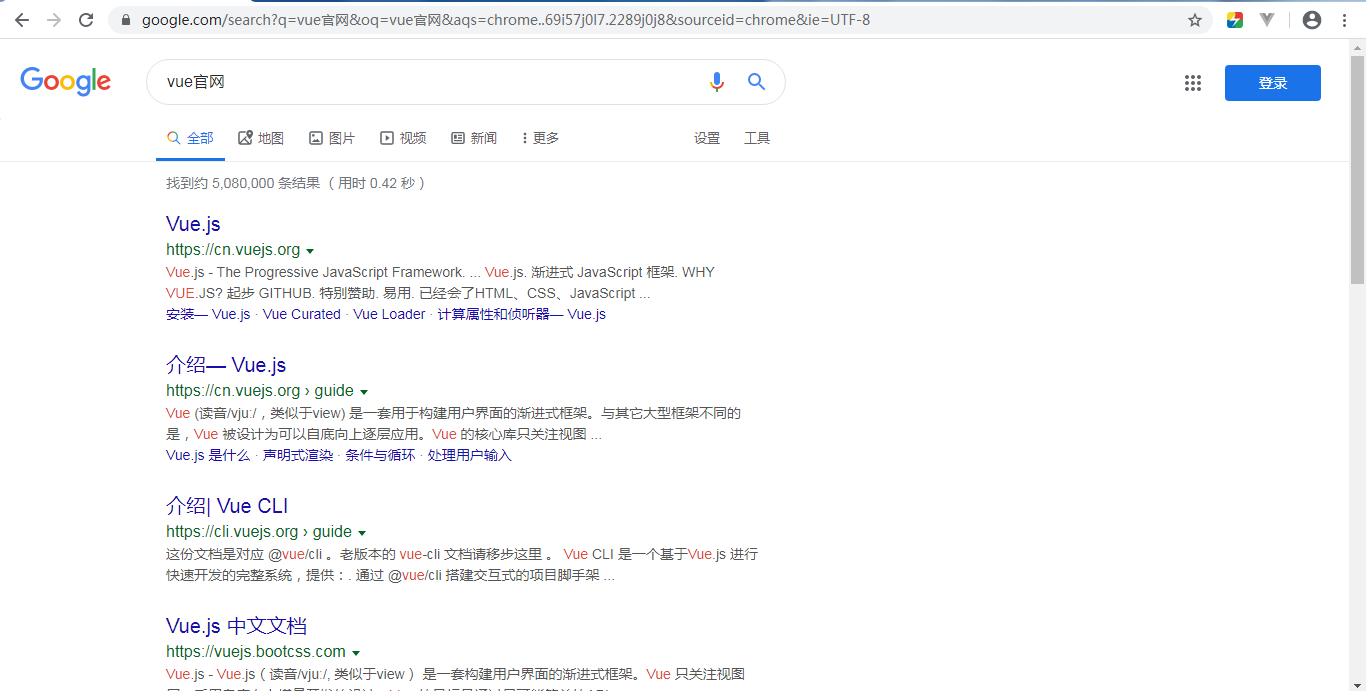 google.com/search?q=vue官网&oq=vue官网&aqs=chrome..69i57j0l7.2289j0j8&sourceid=chrome&ie=UTF-8
Google vue官网 登录
全部 地图 图片 视频 新闻 更多 设置 工具
找到约 5,080,000 条结果 （用时 0.42 秒）
Vue.js
https://cn.vuejs.org
Vue.js - The Progressive JavaScript Framework. ... Vue.js. 渐进式 JavaScript 框架. WHY
VUE.JS? 起步 GITHUB. 特别赞助. 易用. 已经会了HTML、CSS、JavaScript ...
安装— Vue.js · Vue Curated · Vue Loader · 计算属性和侦听器— Vue.js
介绍— Vue.js
https://cn.vuejs.org › guide
Vue (读音/vjuː/，类似于view) 是一套用于构建用户界面的渐进式框架。与其它大型框架不同的
是，Vue 被设计为可以自底向上逐层应用。Vue 的核心库只关注视图 ...
Vue.js 是什么 · 声明式渲染 · 条件与循环 · 处理用户输入
介绍| Vue CLI
https://cli.vuejs.org › guide
这份文档是对应 @vue/cli 。老版本的 vue-cli 文档请移步这里 。 Vue CLI 是一个基于Vue.js 进行
快速开发的完整系统，提供：. 通过 @vue/cli 搭建交互式的项目脚手架 ...
Vue.js 中文文档
https://vuejs.bootcss.com
Vue.js - Vue.js（读音/vjuː/, 类似于view） 是一套构建用户界面的渐进式框架。Vue 只关注视图